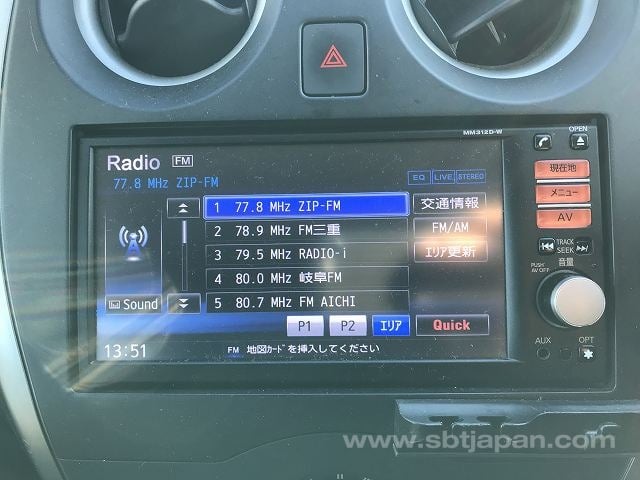 MM312D-W
OPEN
Radio FM
77.8 MHz ZIP-FM
EQ LIVE STEREO
現在地
メニュー
AV
1 77.8 MHz ZIP-FM
2 78.9 MHz FM三重
3 79.5 MHz RADIO-i
4 80.0 MHz 岐阜FM
5 80.7 MHz FM AICHI
交通情報
FM/AM
エリア更新
TRACK
SEEK
音量
PUSH
AV OFF
Sound
P1 P2 エリア Quick
AUX OPT
13:51 FM 地図カードを挿入してください
www.sbtjapan.com